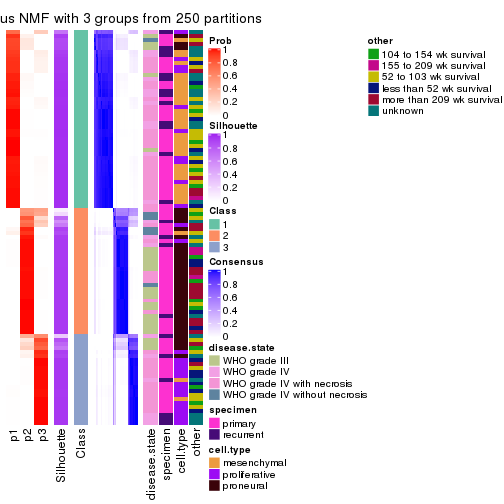 us NMF with 3 groups from 250 partitions
Prob
1
0.8
0.6
0.4
0.2
0
Silhouette
1
0.8
0.6
0.4
0.2
0
Class
1
2
3
Consensus
1
0.8
0.6
0.4
0.2
0
disease.state
WHO grade III
WHO grade IV
WHO grade IV with necrosis
WHO grade IV without necrosis
specimen
primary
recurrent
cell.type
mesenchymal
proliferative
proneural
other
104 to 154 wk survival
155 to 209 wk survival
52 to 103 wk survival
less than 52 wk survival
more than 209 wk survival
unknown
p1
p2
p3
Silhouette
Class
disease.state
specimen
cell.type
other